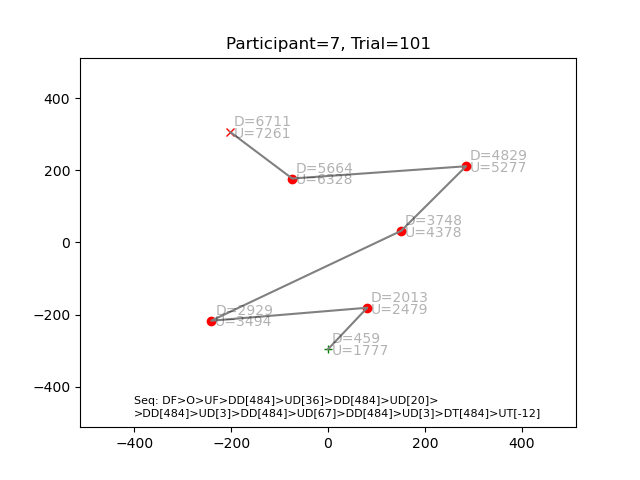 Participant=7, Trial=101
400
200
0
−200
−400
−400
−200
0
200
400
D=6711
U=7261
D=5664
U=6328
D=4829
U=5277
D=3748
U=4378
D=2929
U=3494
D=2013
U=2479
D=459
U=1777
Seq: DF>O>UF>DD[484]>UD[36]>DD[484]>UD[20]>
>DD[484]>UD[3]>DD[484]>UD[67]>DD[484]>UD[3]>DT[484]>UT[-12]